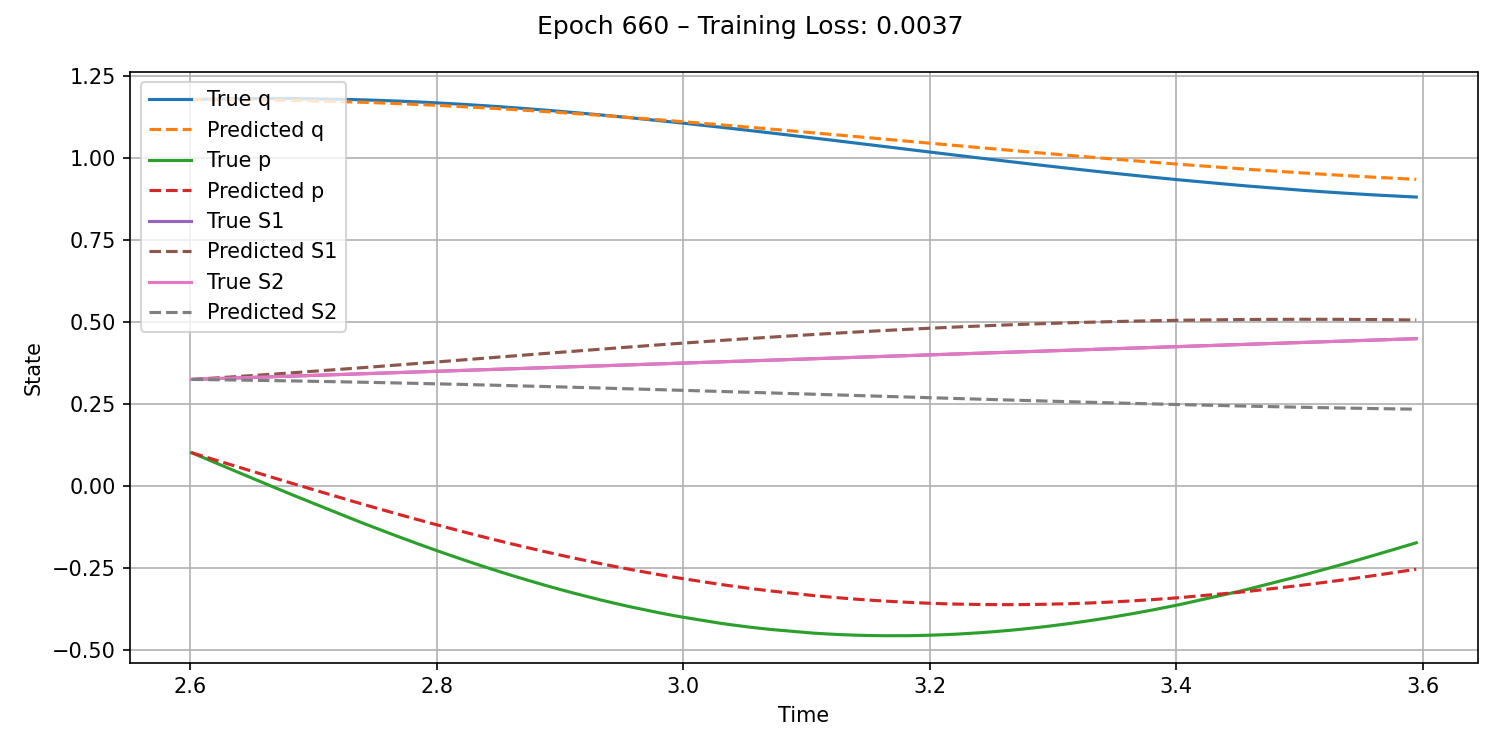 Epoch 660 – Training Loss: 0.0037
1.25
1.00
0.75
0.50
0.25
0.00
−0.25
−0.50
State
True q
Predicted q
True p
Predicted p
True S1
Predicted S1
True S2
Predicted S2
2.6 2.8 3.0 3.2 3.4 3.6
Time